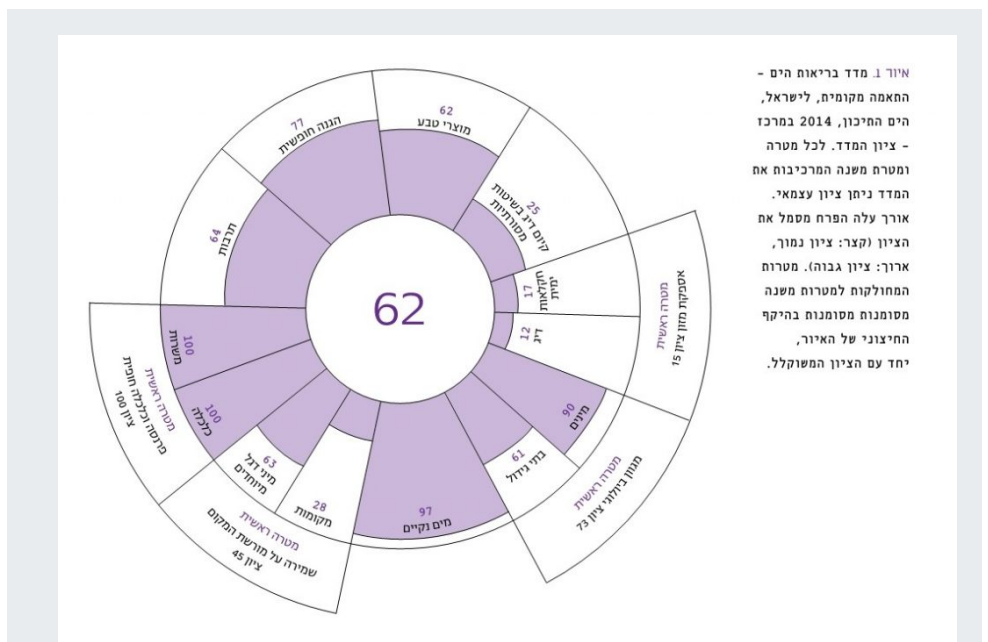 איור 1. מדד בריאות הים -
התאמה מקומית, לישראל,
הים התיכון, 2014 במרכז
- ציון המדד. לכל מטרה
ומטרת משנה המרכיבות את
המדד ניתן ציון עצמאי.
אורך עלה הפרח מסמל את
הציון (קצר: ציון נמוך,
ארוך: ציון גבוה). מטרות
המחולקות למטרות משנה
מסומנות מסומנות בהיקף
החיצוני של האיור,
יחד עם הציון המשוקלל.
62
62
מוצרי טבע
25
קיום דיג בשיטות
מסורתיות
17
חקלאות
ימית
12
דיג
מטרה ראשית
אספקת מזון ציון 15
90
מינים
61
בתי גידול
מטרה ראשית
מגוון ביולוגי ציון 73
97
מים נקיים
28
מקומות
63
מיני דגל
מיוחדים
מטרה ראשית
שמירה על מורשת המקום
ציון 45
100
כלכלה
100
משרות
מטרה ראשית
פרנסה וכלכלה חופית
ציון 100
64
תרבות
77
הגנה חופשית